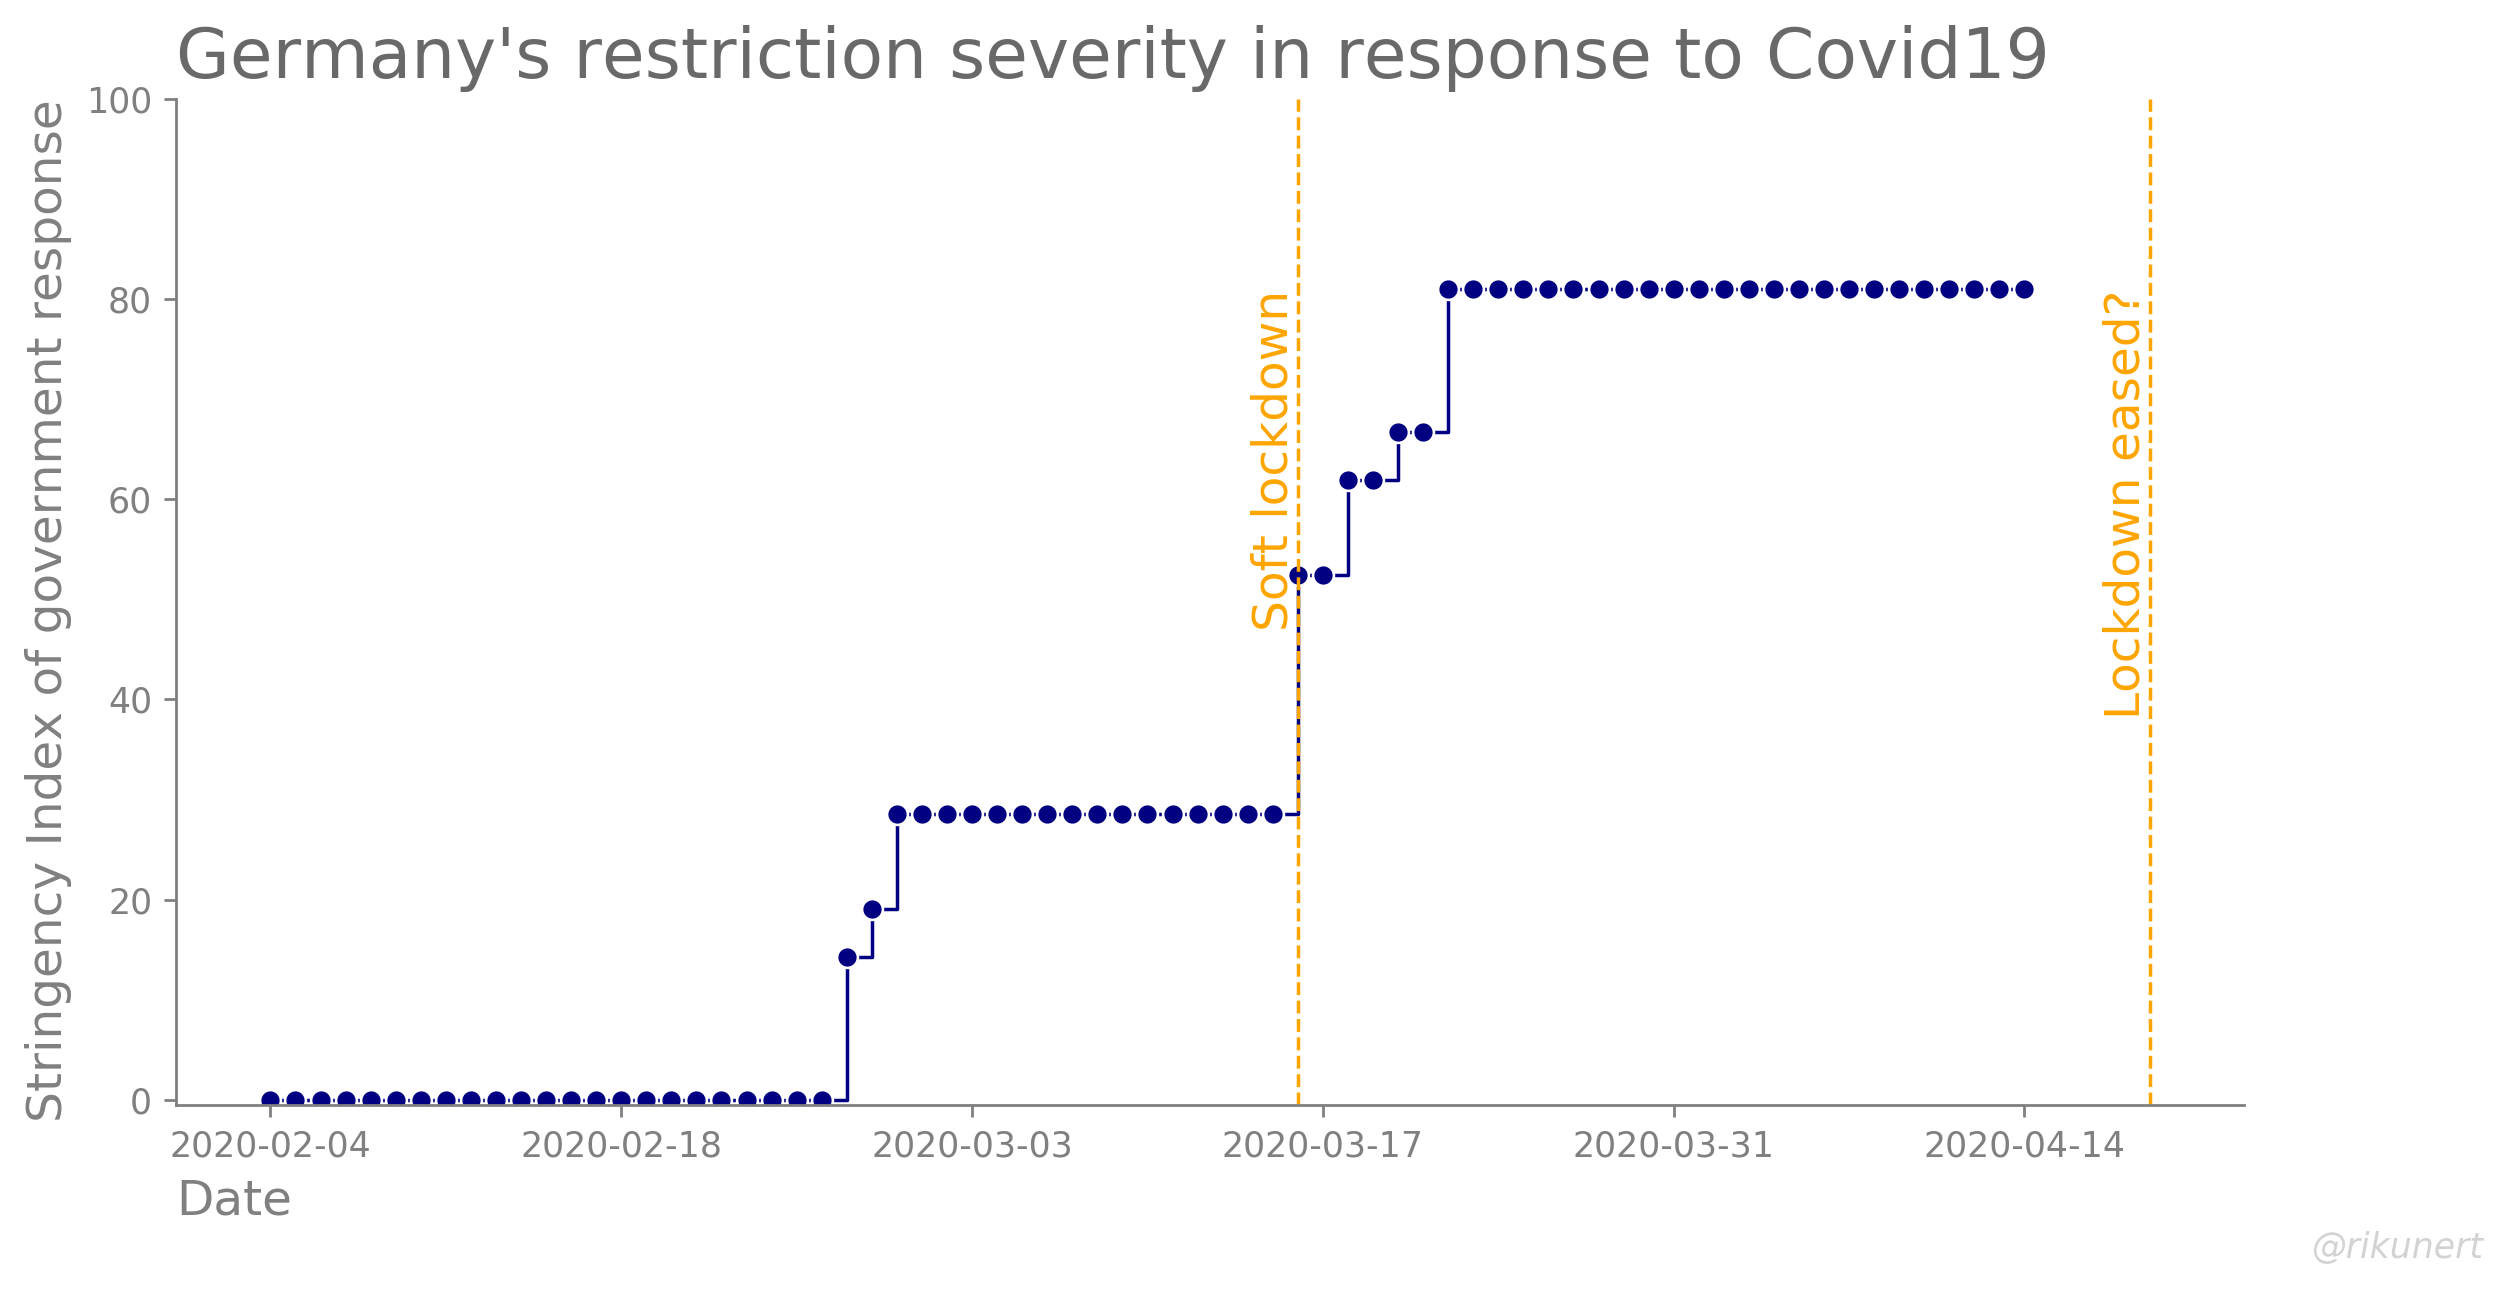 Germany's restriction severity in response to Covid19
Stringency Index of government response
100
80
60
40
20
0
Soft lockdown
Lockdown eased?
2020-02-04 2020-02-18 2020-03-03 2020-03-17 2020-03-31 2020-04-14
Date
@rikunert